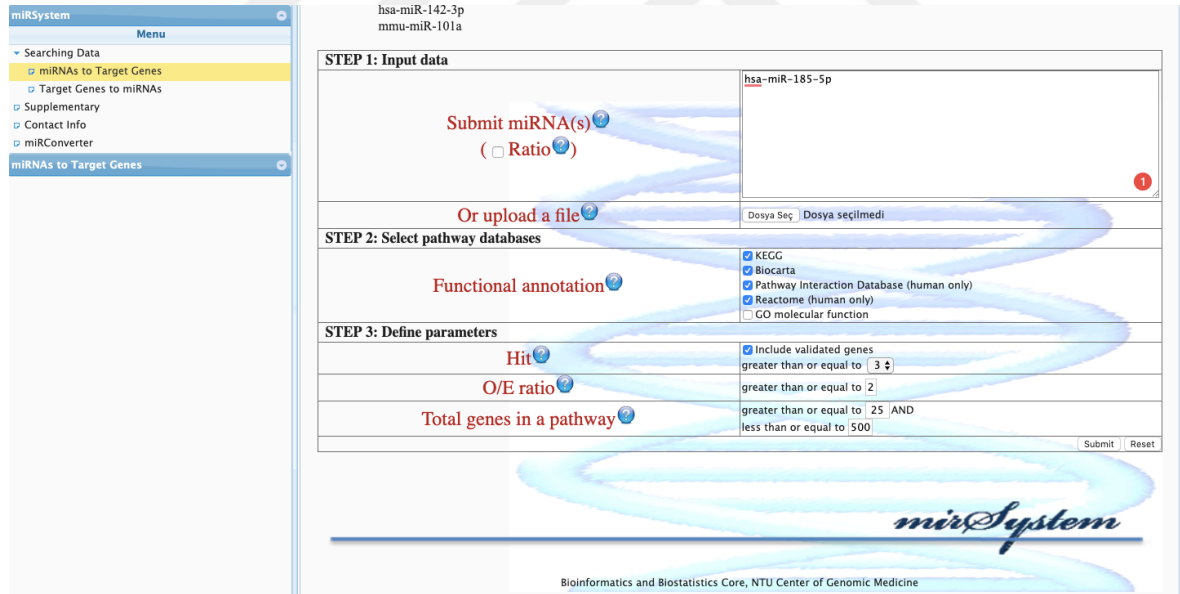 miRSystem
Menu
Searching Data
miRNAs to Target Genes
Target Genes to miRNAs
Supplementary
Contact Info
miRConverter
miRNAs to Target Genes
hsa-miR-142-3p
mmu-miR-101a
STEP 1: Input data
Submit miRNA(s)?
( Ratio?)
hsa-miR-185-5p
1
Or upload a file?
Dosya Seç Dosya seçilmedi
STEP 2: Select pathway databases
Functional annotation?
KEGG
Biocarta
Pathway Interaction Database (human only)
Reactome (human only)
GO molecular function
STEP 3: Define parameters
Hit?
Include validated genes
greater than or equal to 3
O/E ratio?
greater than or equal to 2
Total genes in a pathway?
greater than or equal to 25 AND
less than or equal to 500
Submit Reset
mirSystem
Bioinformatics and Biostatistics Core, NTU Center of Genomic Medicine